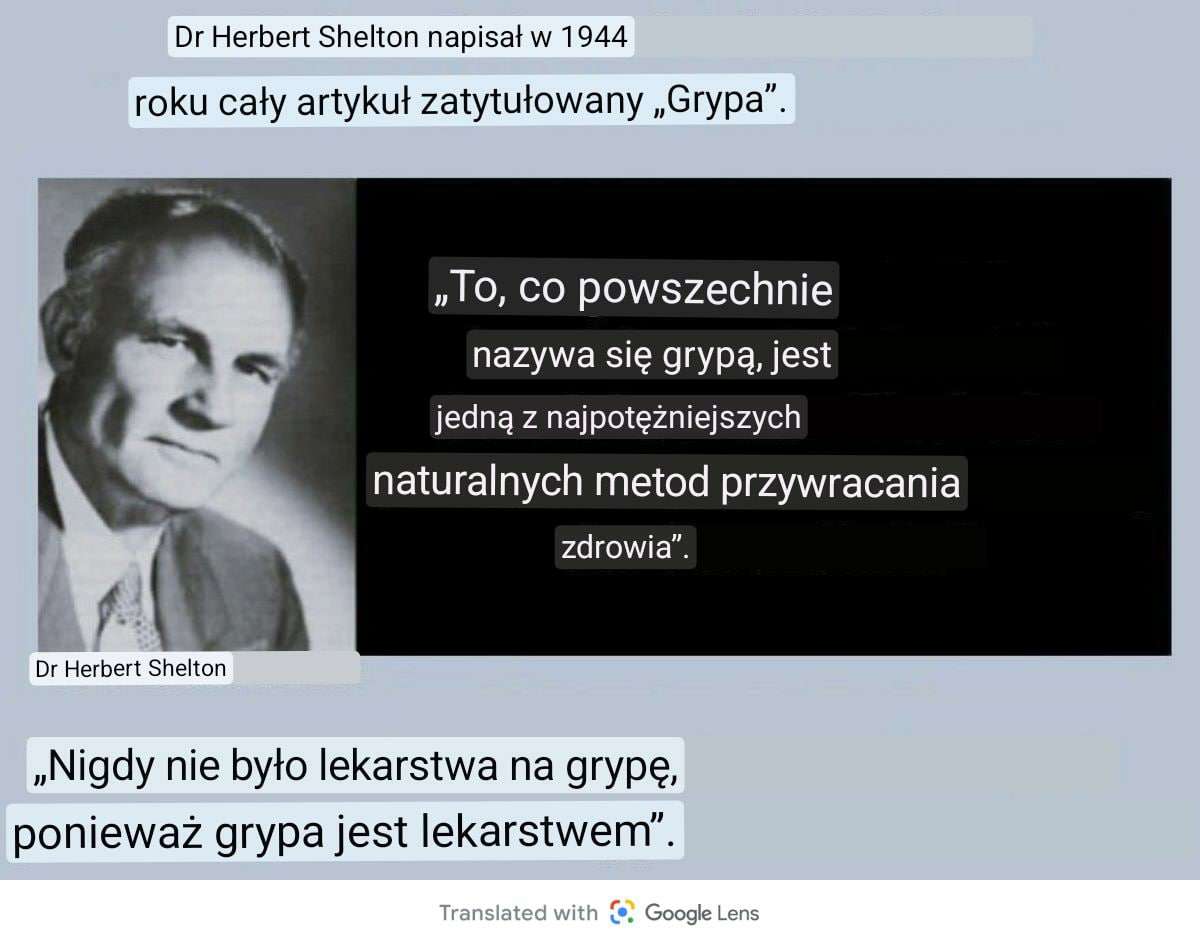 Dr Herbert Shelton napisał w 1944
roku cały artykuł zatytułowany „Grypa”.
„To, co powszechnie
nazywa się grypą, jest
jedną z najpotężniejszych
naturalnych metod przywracania
zdrowia”.
Dr Herbert Shelton
„Nigdy nie było lekarstwa na grypę,
ponieważ grypa jest lekarstwem”.
Translated with Google Lens